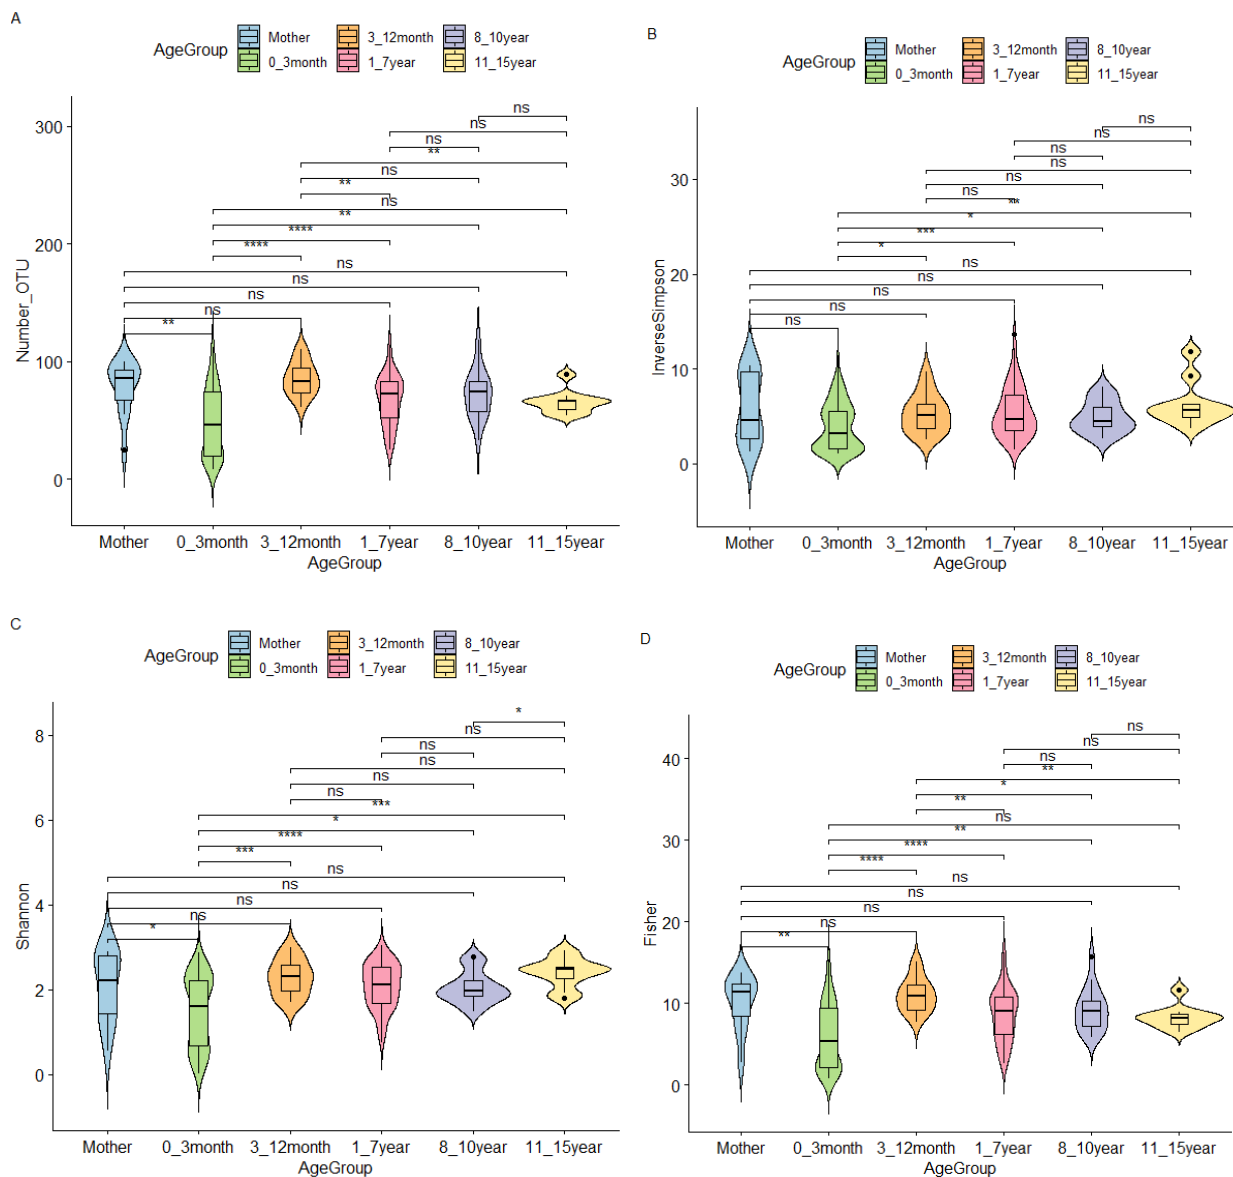 A
AgeGroup
Mother
3_12month
8_10year
0_3month
1_7year
11_15year
ns
ns
300
ns
**
ns
**
ns
**
200
****
****
ns
ns
ns
ns
**
100
0
Number_OTU
Mother 0_3month 3_12month 1_7year 8_10year 11_15year
AgeGroup
B
AgeGroup
Mother
3_12month
8_10year
0_3month
1_7year
11_15year
ns
ns
ns
ns
30
ns
ns
**
*
***
*
20
ns
ns
ns
ns
ns
10
0
InverseSimpson
Mother 0_3month 3_12month 1_7year 8_10year 11_15year
AgeGroup
C
AgeGroup
Mother
3_12month
8_10year
0_3month
1_7year
11_15year
*
ns
8
ns
ns
ns
ns
***
6
*
****
***
ns
ns
4
ns
ns
*
2
0
Shannon
Mother 0_3month 3_12month 1_7year 8_10year 11_15year
AgeGroup
D
AgeGroup
Mother
3_12month
8_10year
0_3month
1_7year
11_15year
ns
ns
40
ns
**
*
**
ns
**
30
****
****
ns
ns
20
ns
ns
**
10
0
Fisher
Mother 0_3month 3_12month 1_7year 8_10year 11_15year
AgeGroup